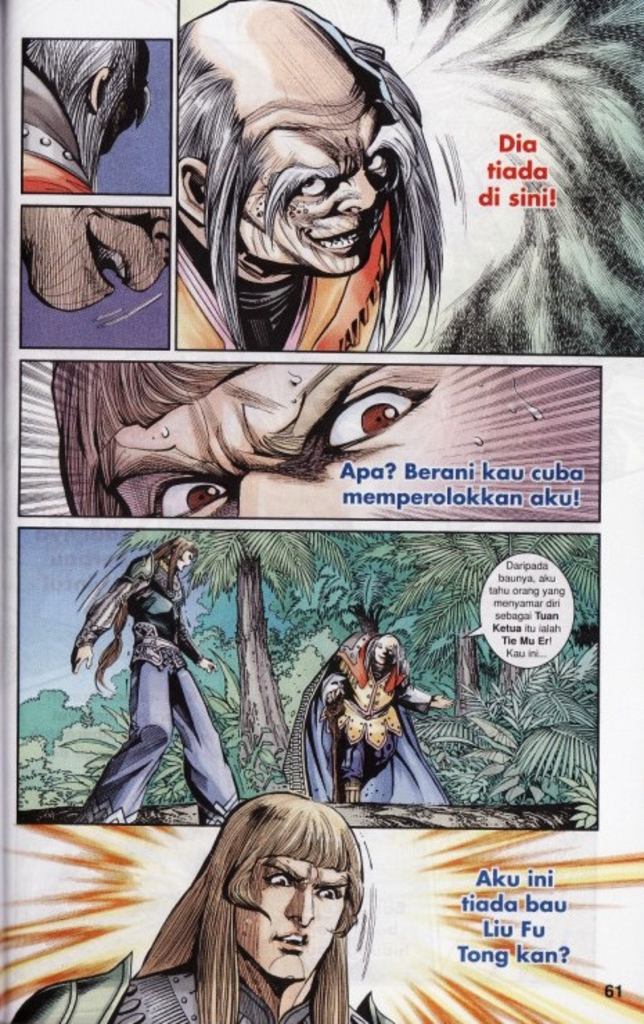 Dia
tiada
di sini!
Apa? Berani kau cuba
memperolokkan aku!
Daripada
baunya, aku
tahu orang yang
menyamar diri
sebagai Tuan
Ketua itu ialah
Tie Mu Er!
Kau ini...
Aku ini
tiada bau
Liu Fu
Tong kan?
61